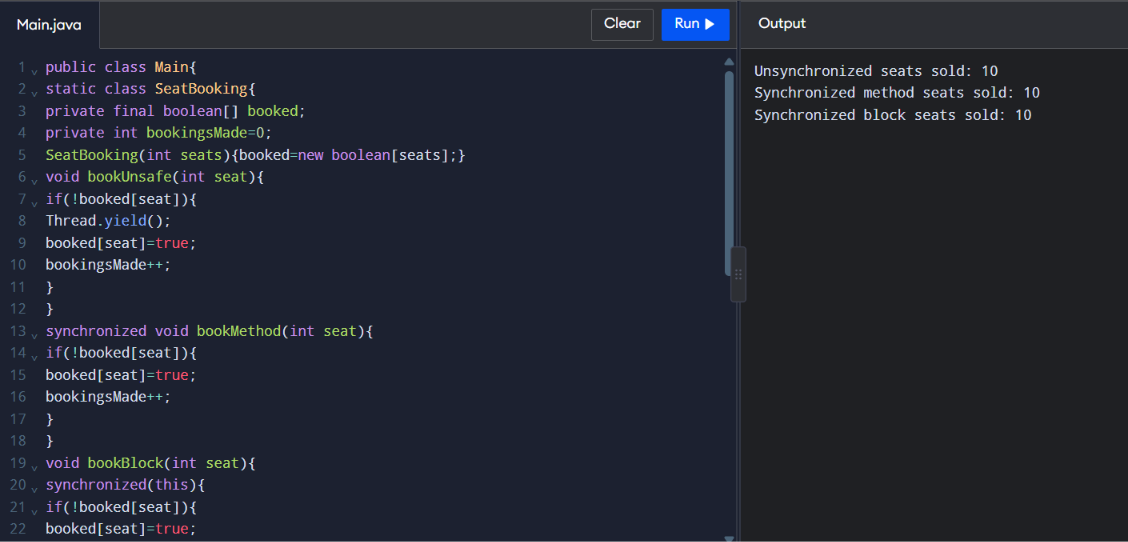 Main.java
Clear
Run
Output
1 public class Main{
2 static class SeatBooking{
3 private final boolean[] booked;
4 private int bookingsMade=0;
5 SeatBooking(int seats){booked=new boolean[seats];}
6 void bookUnsafe(int seat){
7 if(!booked[seat]){
8 Thread.yield();
9 booked[seat]=true;
10 bookingsMade++;
11 }
12 }
13 synchronized void bookMethod(int seat){
14 if(!booked[seat]){
15 booked[seat]=true;
16 bookingsMade++;
17 }
18 }
19 void bookBlock(int seat){
20 synchronized(this){
21 if(!booked[seat]){
22 booked[seat]=true;
Unsynchronized seats sold: 10
Synchronized method seats sold: 10
Synchronized block seats sold: 10